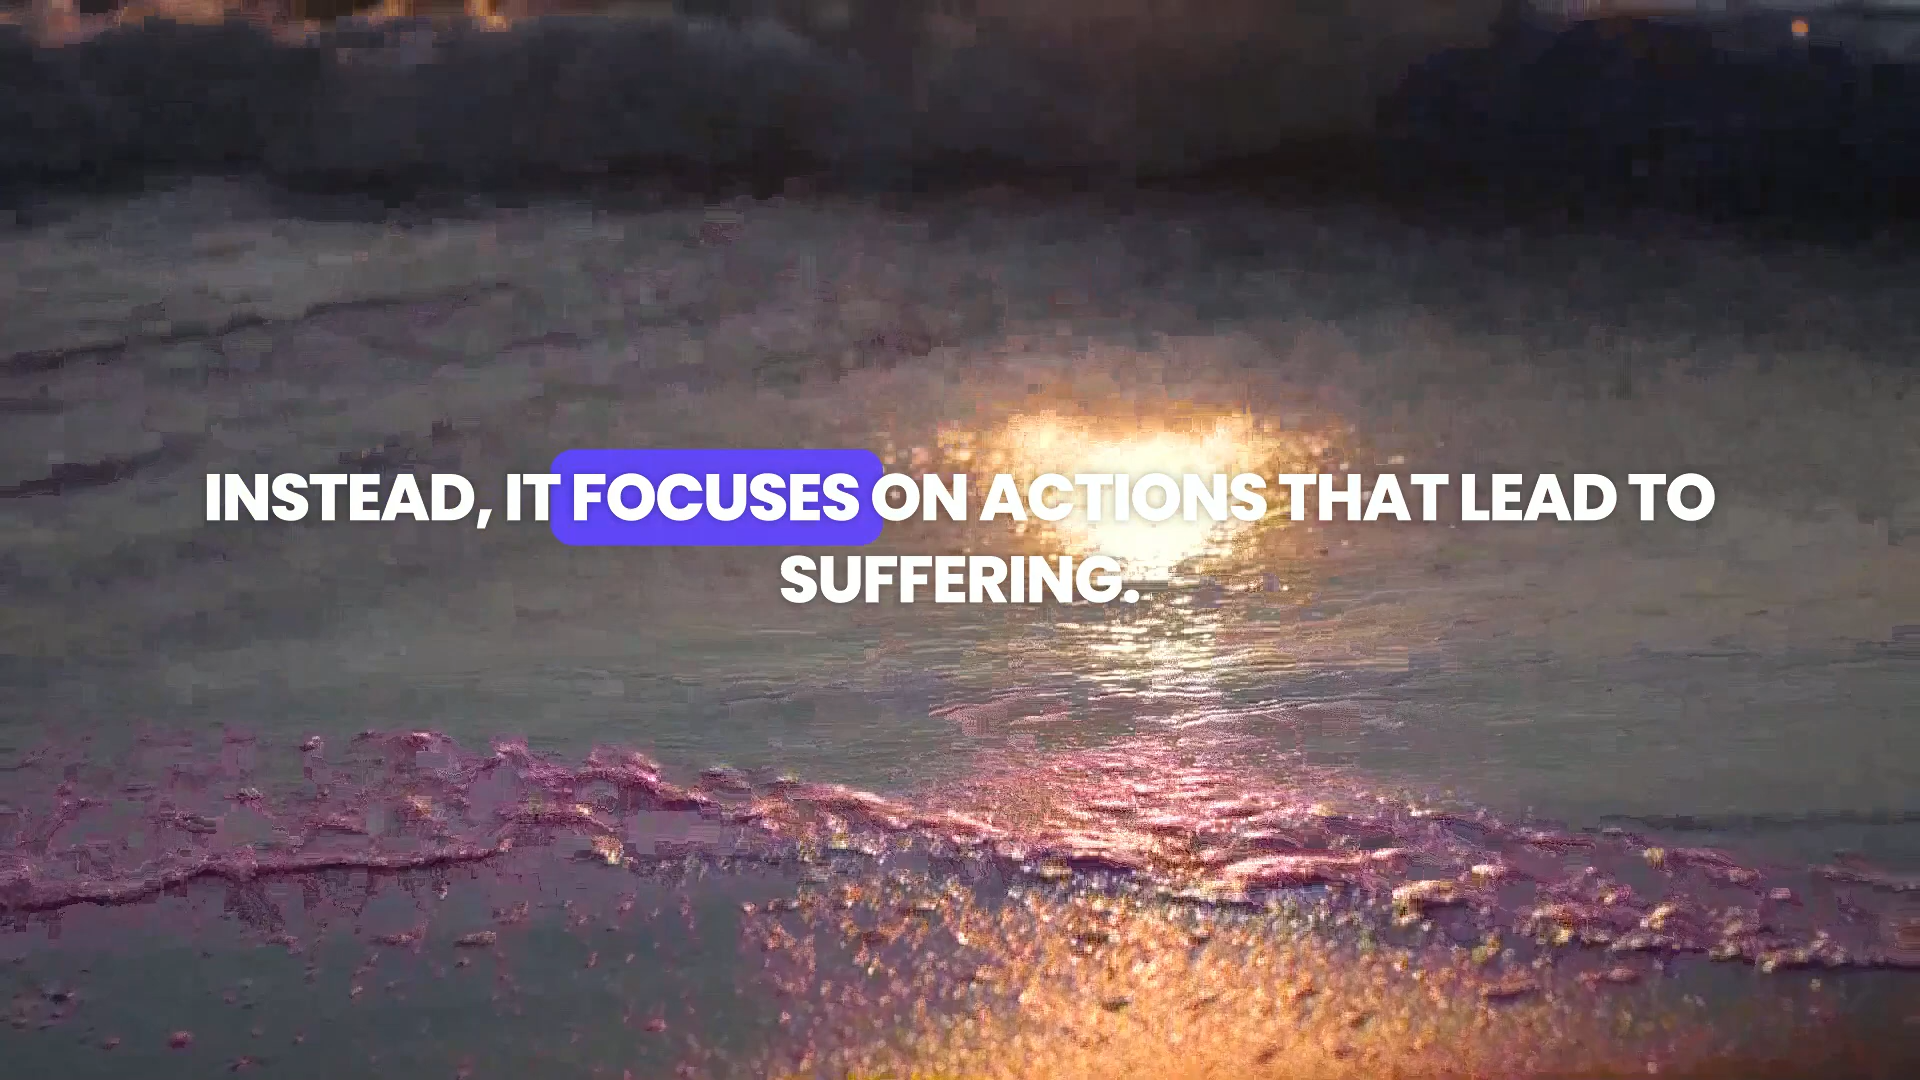 INSTEAD, IT FOCUSES ON ACTIONS THAT LEAD TO
SUFFERING.